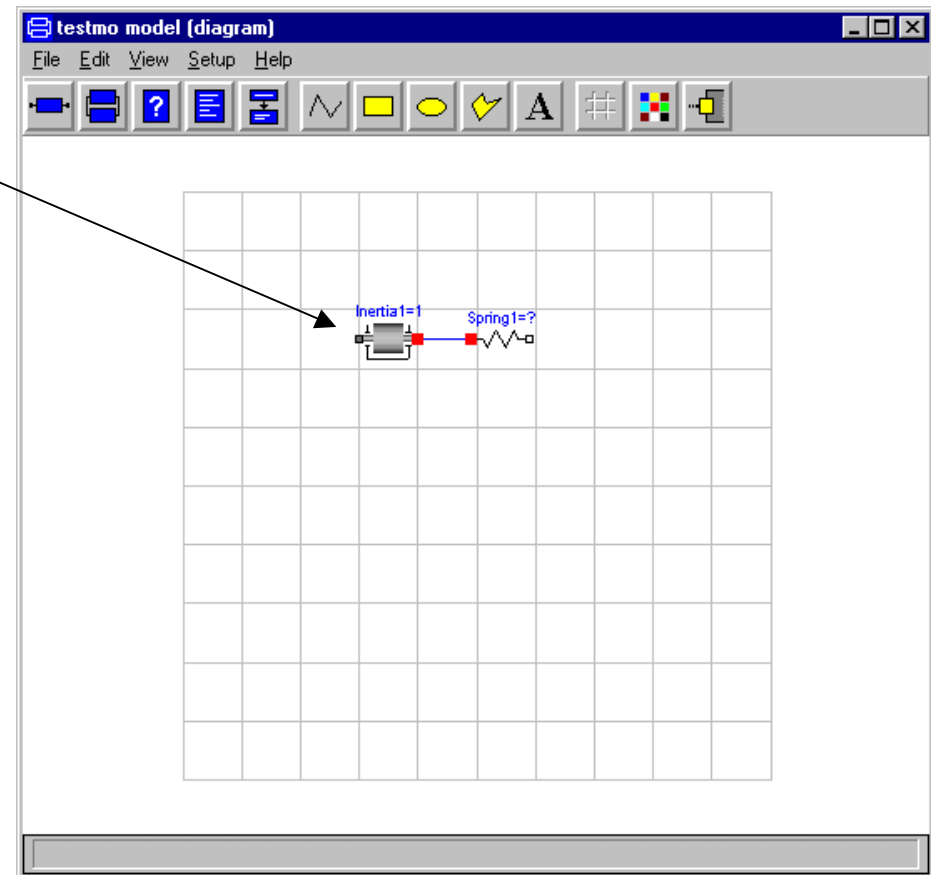 testmo model (diagram)
File Edit View Setup Help
? A
Inertia1=1
Spring1=?